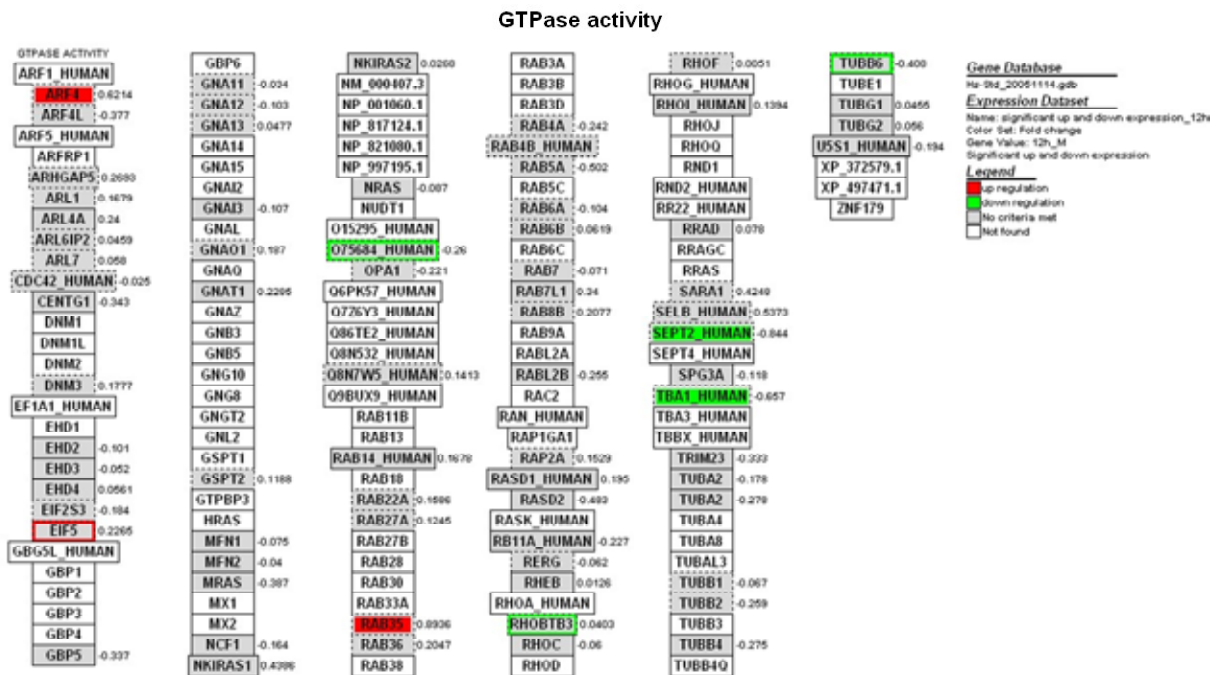 GTPase activity
GTPASE ACTIVITY
ARF1_HUMAN
ARF4 0.6214
ARF4L -0.377
ARF5_HUMAN
ARFRP1
ARHGAP5 0.2693
ARL1 0.1679
ARL4A 0.24
ARL6IP2 0.0459
ARL7 0.058
CDC42_HUMAN -0.025
CENTG1 -0.343
DNM1
DNM1L
DNM2
DNM3 0.1777
EF1A1_HUMAN
EHD1
EHD2 -0.101
EHD3 -0.052
EHD4 0.0561
EIF2S3 -0.184
EIF5 0.2265
GBG5L_HUMAN
GBP1
GBP2
GBP3
GBP4
GBP5 -0.337
GBP6
GNA11 -0.034
GNA12 -0.103
GNA13 0.0477
GNA14
GNA15
GNAI2
GNAI3 -0.107
GNAL
GNAO1 0.187
GNAQ
GNAT1 0.2285
GNAZ
GNB3
GNB5
GNG10
GNG8
GNGT2
GNL2
GSPT1
GSPT2 0.1188
GTPBP3
HRAS
MFN1 -0.075
MFN2 -0.04
MRAS -0.387
MX1
MX2
NCF1 -0.164
NKIRAS1 0.4386
NKIRAS2 0.0268
NM_000407.3
NP_001060.1
NP_817124.1
NP_821080.1
NP_997195.1
NRAS -0.087
NUDT1
O15295_HUMAN
O75684_HUMAN -0.26
OPA1 -0.221
Q6PK57_HUMAN
Q7Z6Y3_HUMAN
Q86TE2_HUMAN
Q8N532_HUMAN
Q8N7W5_HUMAN 0.1413
Q9BUX9_HUMAN
RAB11B
RAB13
RAB14_HUMAN 0.1678
RAB18
RAB22A 0.1586
RAB27A 0.1245
RAB27B
RAB28
RAB30
RAB33A
RAB35 0.8936
RAB36 0.2047
RAB38
RAB3A
RAB3B
RAB3D
RAB4A -0.242
RAB4B_HUMAN
RAB5A -0.502
RAB5C
RAB6A -0.104
RAB6B 0.0619
RAB6C
RAB7 -0.071
RAB7L1 0.34
RAB8B 0.2077
RAB9A
RABL2A
RABL2B -0.255
RAC2
RAN_HUMAN
RAP1GA1
RAP2A 0.1529
RASD1_HUMAN 0.195
RASD2 -0.483
RASK_HUMAN
RB11A_HUMAN -0.227
RERG -0.062
RHEB 0.0126
RHOA_HUMAN
RHOBTB3 0.0403
RHOC -0.06
RHOD
RHOF 0.0051
RHOG_HUMAN
RHOI_HUMAN 0.1394
RHOJ
RHOQ
RND1
RND2_HUMAN
RR22_HUMAN
RRAD 0.078
RRAGC
RRAS
SARA1 0.4248
SELB_HUMAN 0.5373
SEPT2_HUMAN -0.844
SEPT4_HUMAN
SPG3A -0.118
TBA1_HUMAN -0.657
TBA3_HUMAN
TBBX_HUMAN
TRIM23 -0.333
TUBA2 -0.178
TUBA2 -0.278
TUBA4
TUBA8
TUBAL3
TUBB1 -0.067
TUBB2 -0.259
TUBB3
TUBB4 -0.275
TUBB4Q
TUBB6 -0.408
TUBE1
TUBG1 0.0455
TUBG2 0.056
U5S1_HUMAN -0.194
XP_372579.1
XP_497471.1
ZNF179
Gene Database
Hs-Std_20051114.gdb
Expression Dataset
Name: significant up and down expression_12h
Color Set: Fold change
Gene Value: 12h_M
Significant up and down expression
Legend
up regulation
down regulation
No criteria met
Not found